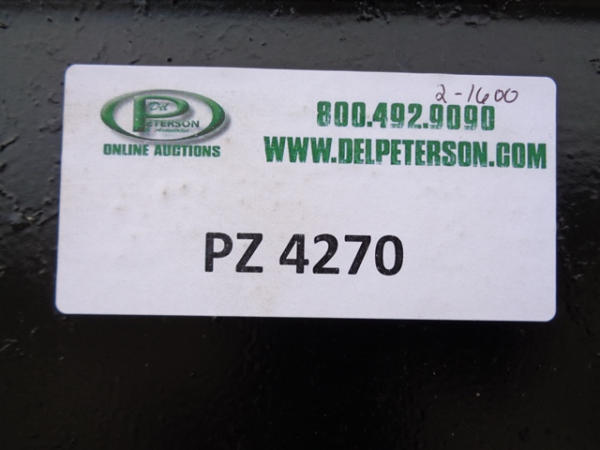 2-1600
Del
PETERSON
ONLINE AUCTIONS
800.492.9090
WWW.DELPETERSON.COM
PZ 4270